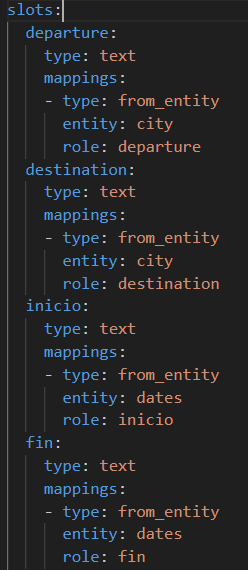 slots:
  departure:
    type: text
    mappings:
    - type: from_entity
      entity: city
      role: departure
  destination:
    type: text
    mappings:
    - type: from_entity
      entity: city
      role: destination
  inicio:
    type: text
    mappings:
    - type: from_entity
      entity: dates
      role: inicio
  fin:
    type: text
    mappings:
    - type: from_entity
      entity: dates
      role: fin